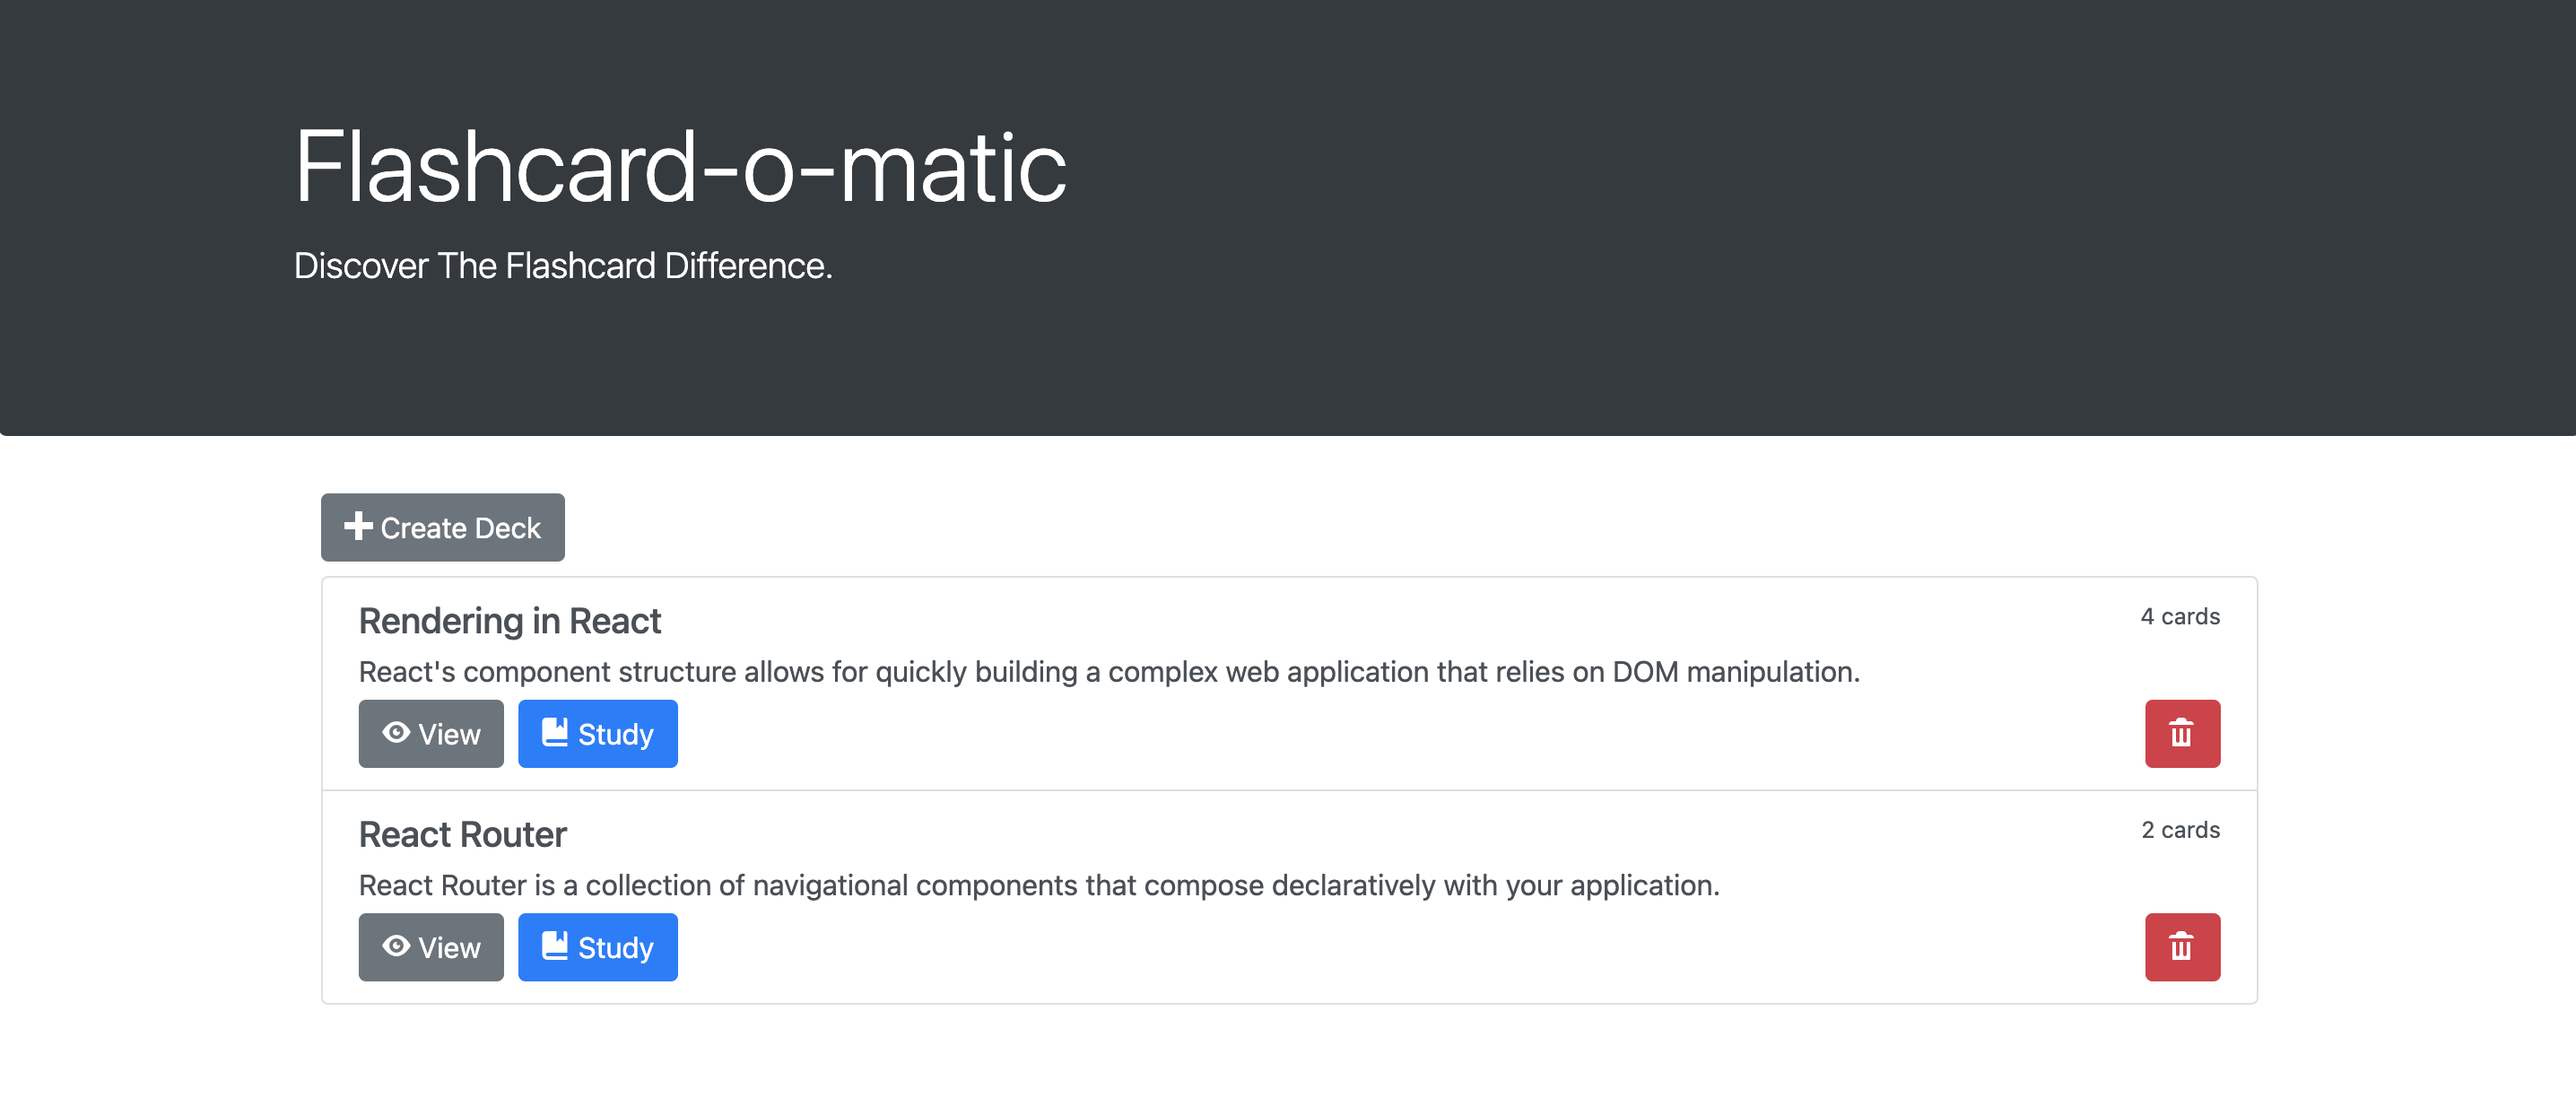 Flashcard-o-matic
Discover The Flashcard Difference.
Create Deck
Rendering in React
4 cards
React's component structure allows for quickly building a complex web application that relies on DOM manipulation.
View
Study
React Router
2 cards
React Router is a collection of navigational components that compose declaratively with your application.
View
Study